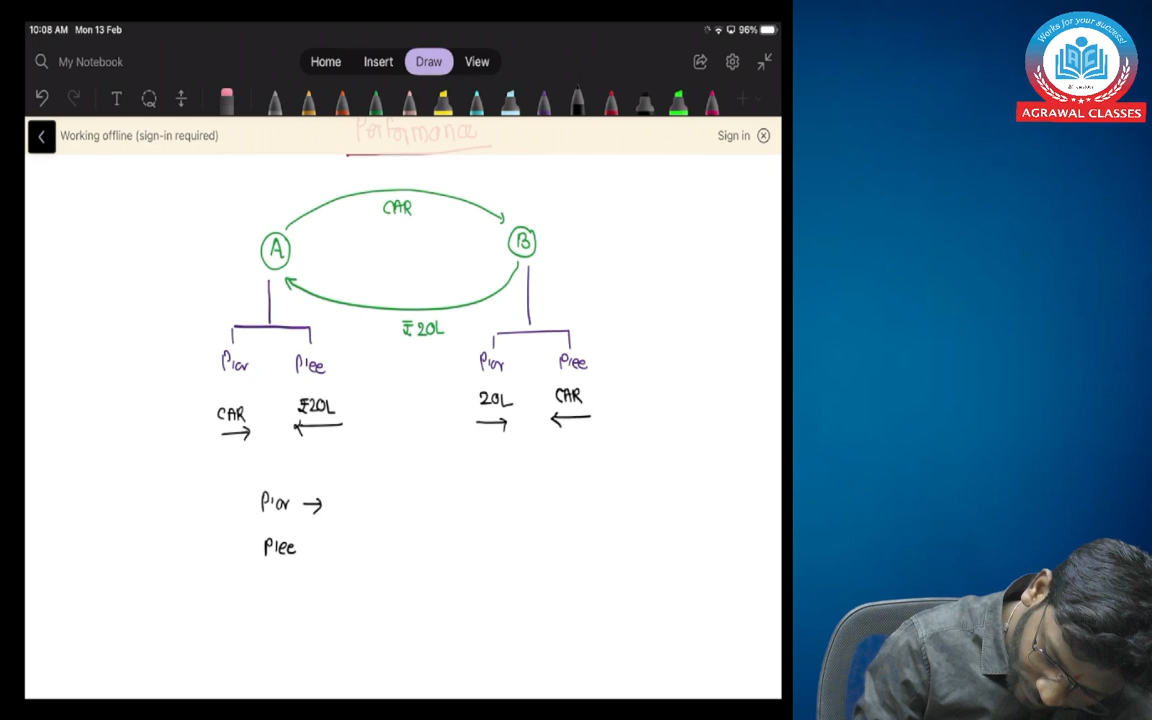 10:08 AM Mon 13 Feb
96%
My Notebook
Home Insert Draw View
Working offline (sign-in required)
Performance
Sign in
CAR
A
B
₹20L
P'or P'ee
P'or P'ee
CAR ₹20L
20L CAR
P'or →
P'ee
Works for your success!
AC
AGRAWAL CLASSES